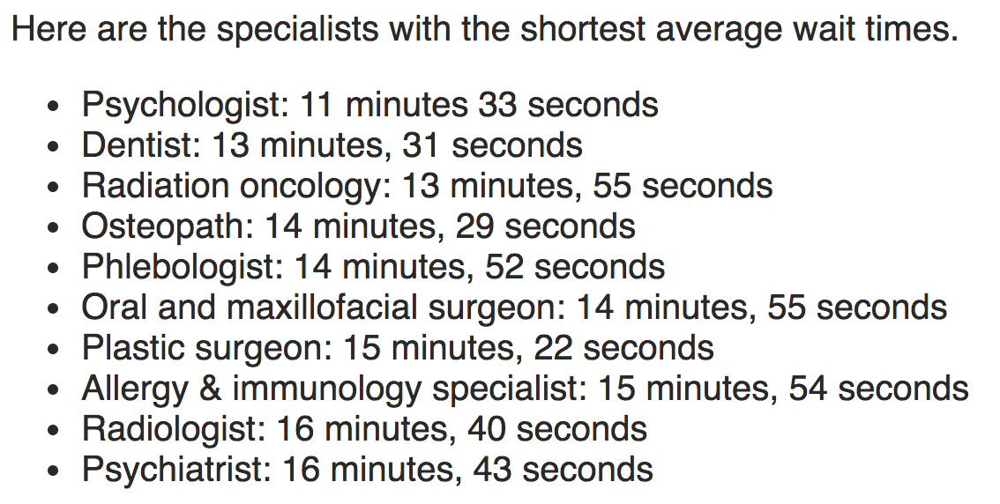 Here are the specialists with the shortest average wait times.
• Psychologist: 11 minutes 33 seconds
• Dentist: 13 minutes, 31 seconds
• Radiation oncology: 13 minutes, 55 seconds
• Osteopath: 14 minutes, 29 seconds
• Phlebologist: 14 minutes, 52 seconds
• Oral and maxillofacial surgeon: 14 minutes, 55 seconds
• Plastic surgeon: 15 minutes, 22 seconds
• Allergy & immunology specialist: 15 minutes, 54 seconds
• Radiologist: 16 minutes, 40 seconds
• Psychiatrist: 16 minutes, 43 seconds